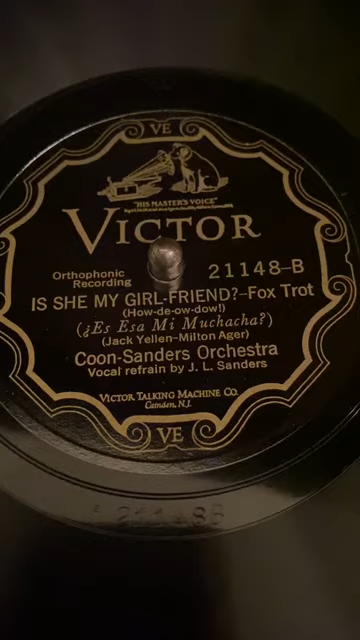 VE
"HIS MASTER'S VOICE"
VICTOR
Orthophonic
Recording
21148-B
IS SHE MY GIRL-FRIEND?-Fox Trot
(How-de-ow-dow!)
(¿Es Esa Mi Muchacha?)
(Jack Yellen-Milton Ager)
Coon-Sanders Orchestra
Vocal refrain by J. L. Sanders
VICTOR TALKING MACHINE CO.
Camden, N.J.
VE